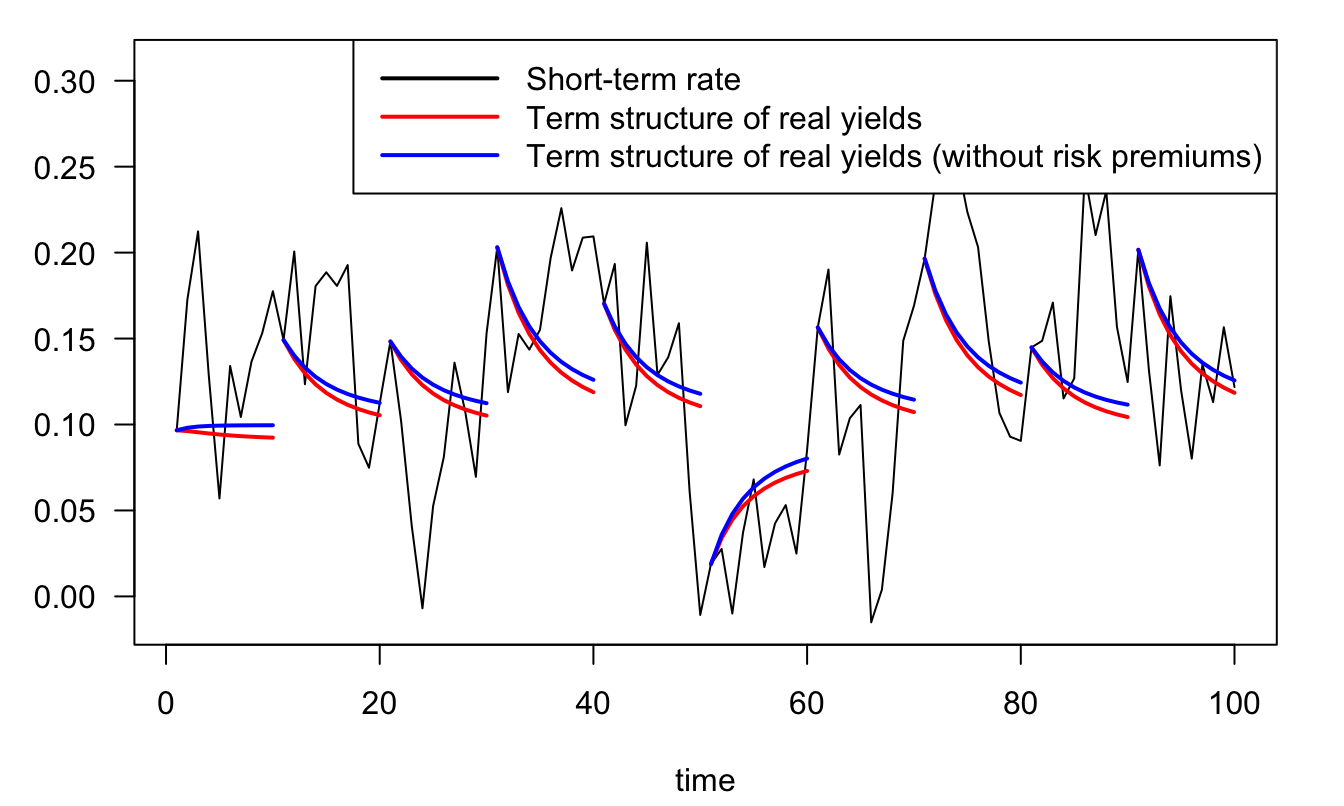 0.30
0.25
0.20
0.15
0.10
0.05
0.00
Short-term rate
Term structure of real yields
Term structure of real yields (without risk premiums)
0 20 40 60 80 100
time